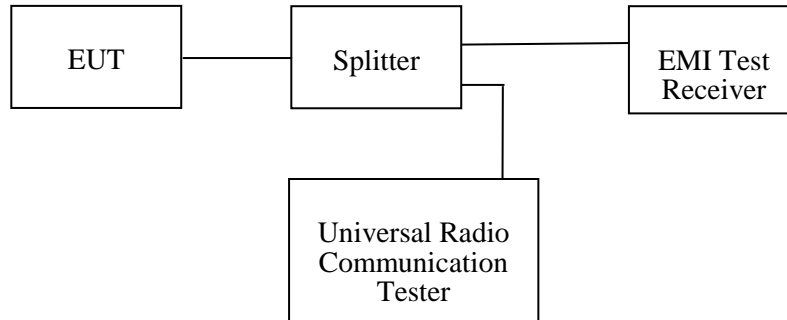 EUT
Splitter
EMI Test
Receiver
Universal Radio
Communication
Tester